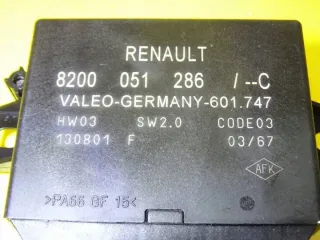 RENAULT
8200 051 286 /--C
VALEO-GERMANY-601.747
HW03 SW2.0 CODE03
130801 F 03/67
AFK
>PA66 GF 15<